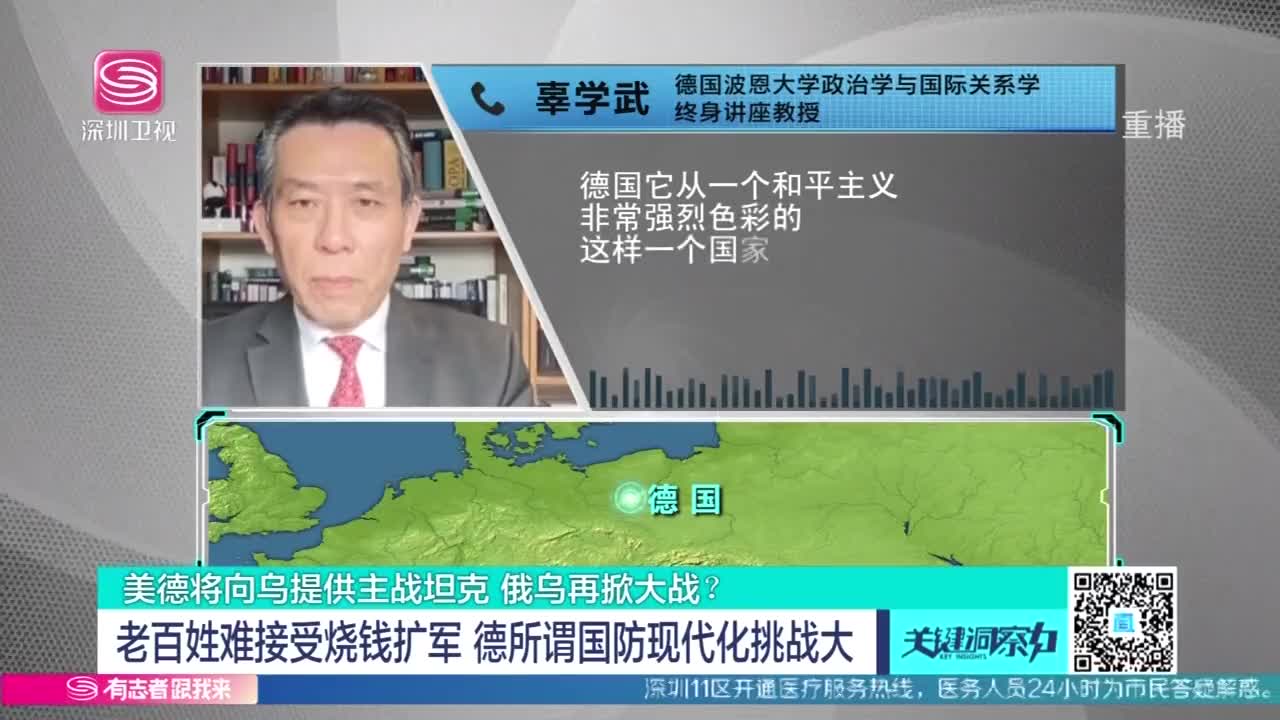 深圳卫视
辜学武
德国波恩大学政治学与国际关系学
终身讲座教授
重播
OPA
德国它从一个和平主义
非常强烈色彩的
这样一个国家
德国
美德将向乌提供主战坦克 俄乌再掀大战？
老百姓难接受烧钱扩军 德所谓国防现代化挑战大
关键洞察力
KEY INSIGHTS
有志者跟我来
深圳11区开通医疗服务热线，医务人员24小时为市民答疑解惑。